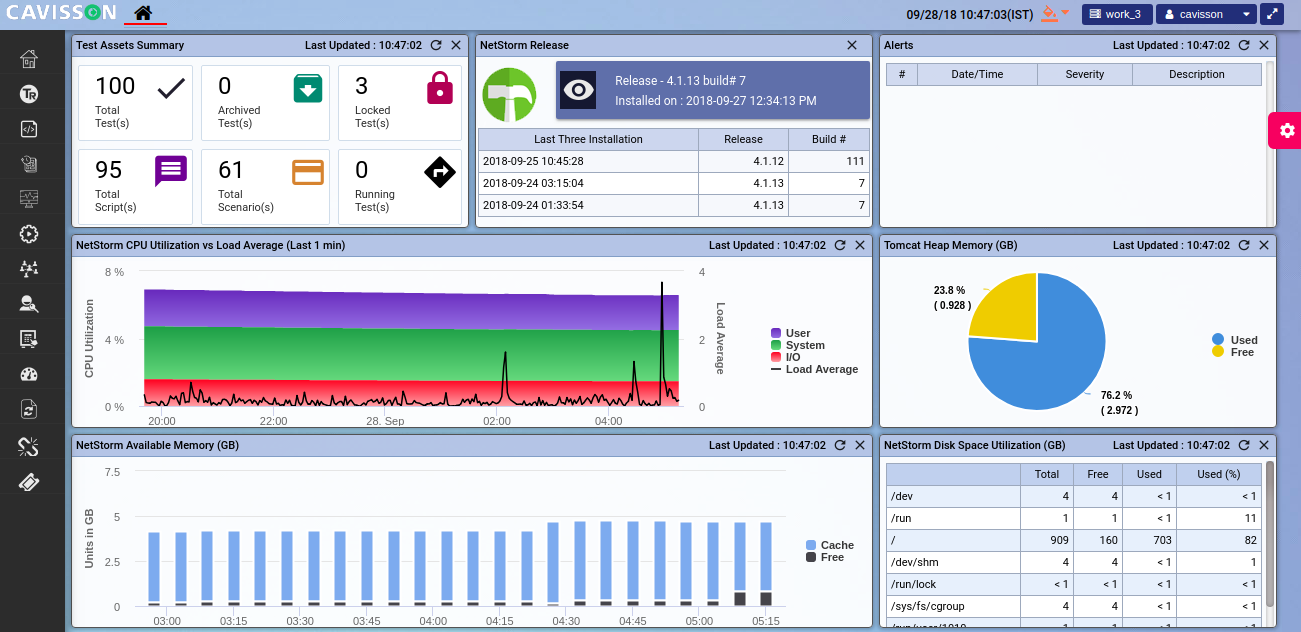 CAVISSON
09/28/18 10:47:03(IST)
work_3
cavisson
Test Assets Summary
Last Updated : 10:47:02
100
Total
Test(s)
0
Archived
Test(s)
3
Locked
Test(s)
95
Total
Script(s)
61
Total
Scenario(s)
0
Running
Test(s)
NetStorm Release
Release - 4.1.13 build# 7
Installed on : 2018-09-27 12:34:13 PM
Last Three Installation Release Build #
2018-09-25 10:45:28 4.1.12 111
2018-09-24 03:15:04 4.1.13 7
2018-09-24 01:33:54 4.1.13 7
Alerts
Last Updated : 10:47:02
# Date/Time Severity Description
NetStorm CPU Utilization vs Load Average (Last 1 min)
Last Updated : 10:47:02
CPU Utilization
8 %
4 %
0 %
4
2
0
Load Average
20:00 22:00 28. Sep 02:00 04:00
User
System
I/O
Load Average
Tomcat Heap Memory (GB)
Last Updated : 10:47:02
23.8 %
( 0.928 )
76.2 %
( 2.972 )
Used
Free
NetStorm Available Memory (GB)
Last Updated : 10:47:02
Units in GB
7.5
5
2.5
0
03:00 03:15 03:30 03:45 04:00 04:15 04:30 04:45 05:00 05:15
Cache
Free
NetStorm Disk Space Utilization (GB)
Last Updated : 10:47:02
Total Free Used Used (%)
/dev 4 4 < 1 < 1
/run 1 1 < 1 11
/ 909 160 703 82
/dev/shm 4 4 < 1 1
/run/lock < 1 < 1 < 1 < 1
/sys/fs/cgroup 4 4 < 1 < 1